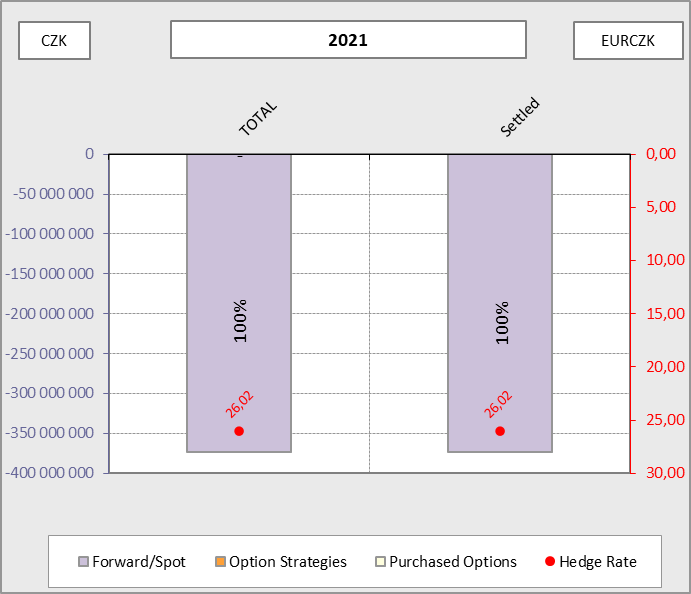 CZK
2021
EURCZK
TOTAL
Settled
0
-50 000 000
-100 000 000
-150 000 000
-200 000 000
-250 000 000
-300 000 000
-350 000 000
-400 000 000
-
100%
26,02
100%
26,02
0,00
5,00
10,00
15,00
20,00
25,00
30,00
Forward/Spot
Option Strategies
Purchased Options
Hedge Rate